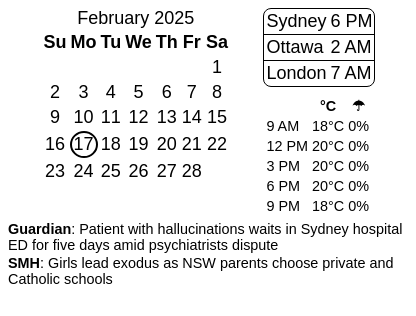 February 2025
Su Mo Tu We Th Fr Sa
1
2 3 4 5 6 7 8
9 10 11 12 13 14 15
16 17 18 19 20 21 22
23 24 25 26 27 28
Sydney 6 PM
Ottawa 2 AM
London 7 AM
°C ☂
9 AM 18°C 0%
12 PM 20°C 0%
3 PM 20°C 0%
6 PM 20°C 0%
9 PM 18°C 0%
Guardian: Patient with hallucinations waits in Sydney hospital
ED for five days amid psychiatrists dispute
SMH: Girls lead exodus as NSW parents choose private and
Catholic schools